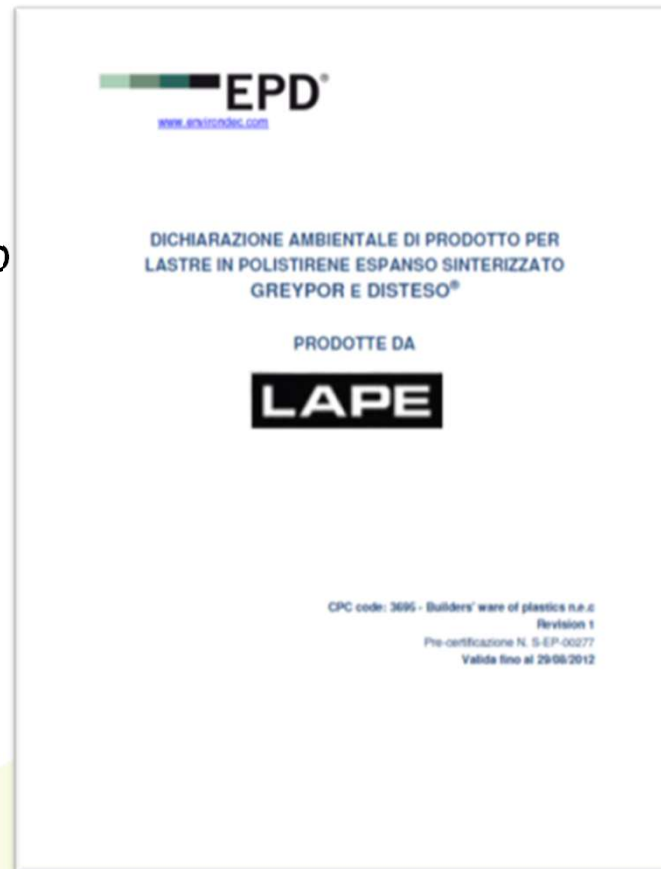 EPD®
www.environdec.com
DICHIARAZIONE AMBIENTALE DI PRODOTTO PER
LASTRE IN POLISTIRENE ESPANSO SINTERIZZATO
GREYPOR E DISTESO®
PRODOTTE DA
LAPE
CPC code: 3695 - Builders' ware of plastics n.e.c
Revision 1
Pre-certificazione N. S-EP-00277
Valida fino al 29/08/2012